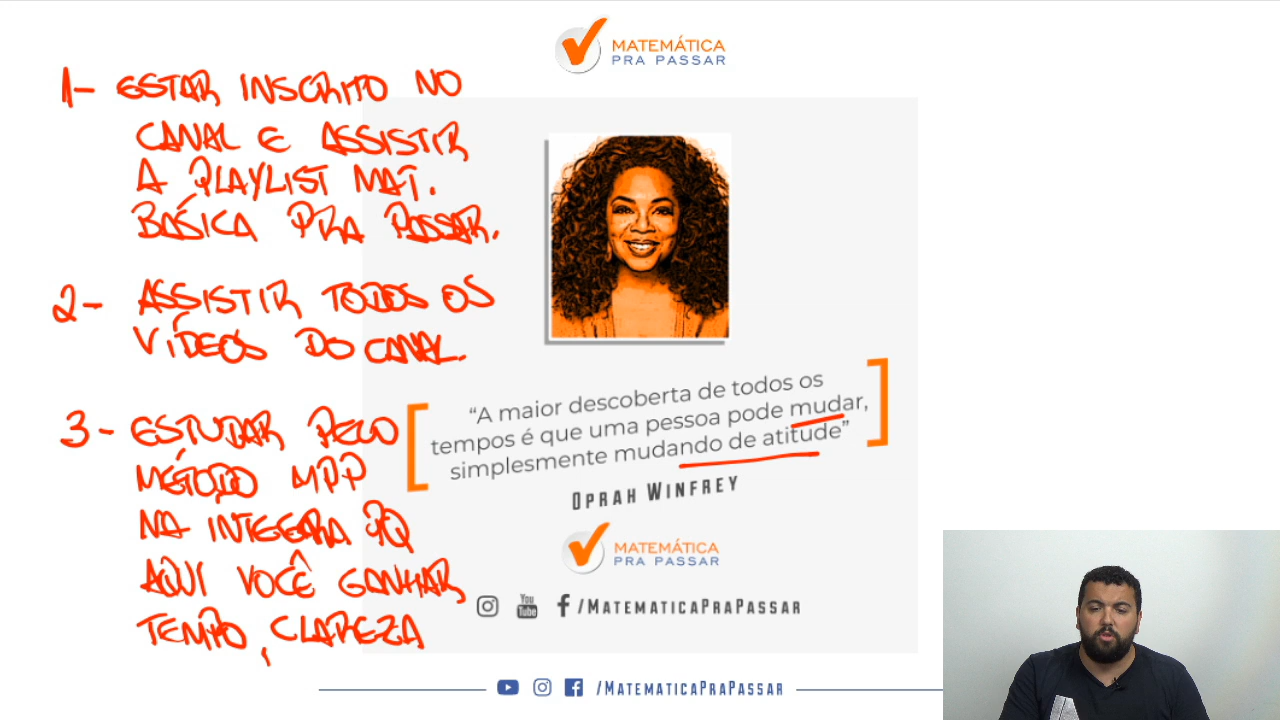 MATEMÁTICA
PRA PASSAR
1- ESTAR INSCRITO NO
CANAL E ASSISTIR
A PLAYLIST MAT.
BÁSICA PRA PASSAR.
2- ASSISTIR TODOS OS
VÍDEOS DO CANAL.
3- ESTUDAR PELO
MÉTODO MPP
NA INTEGRA PQ
AQUI VOCÊ GANHAR
TEMPO, CLAREZA
“A maior descoberta de todos os
tempos é que uma pessoa pode mudar,
simplesmente mudando de atitude”
OPRAH WINFREY
MATEMÁTICA
PRA PASSAR
You
Tube
/MATEMATICAPRAPASSAR
/MATEMATICAPRAPASSAR